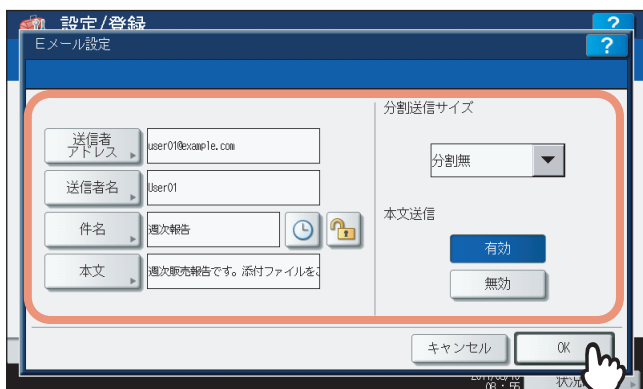 設定/登録
?
Eメール設定
?
送信者
アドレス
user01@example.com
送信者名
User01
件名
週次報告
本文
週次販売報告です。添付ファイルを
分割送信サイズ
分割無
本文送信
有効
無効
キャンセル
OK
状況